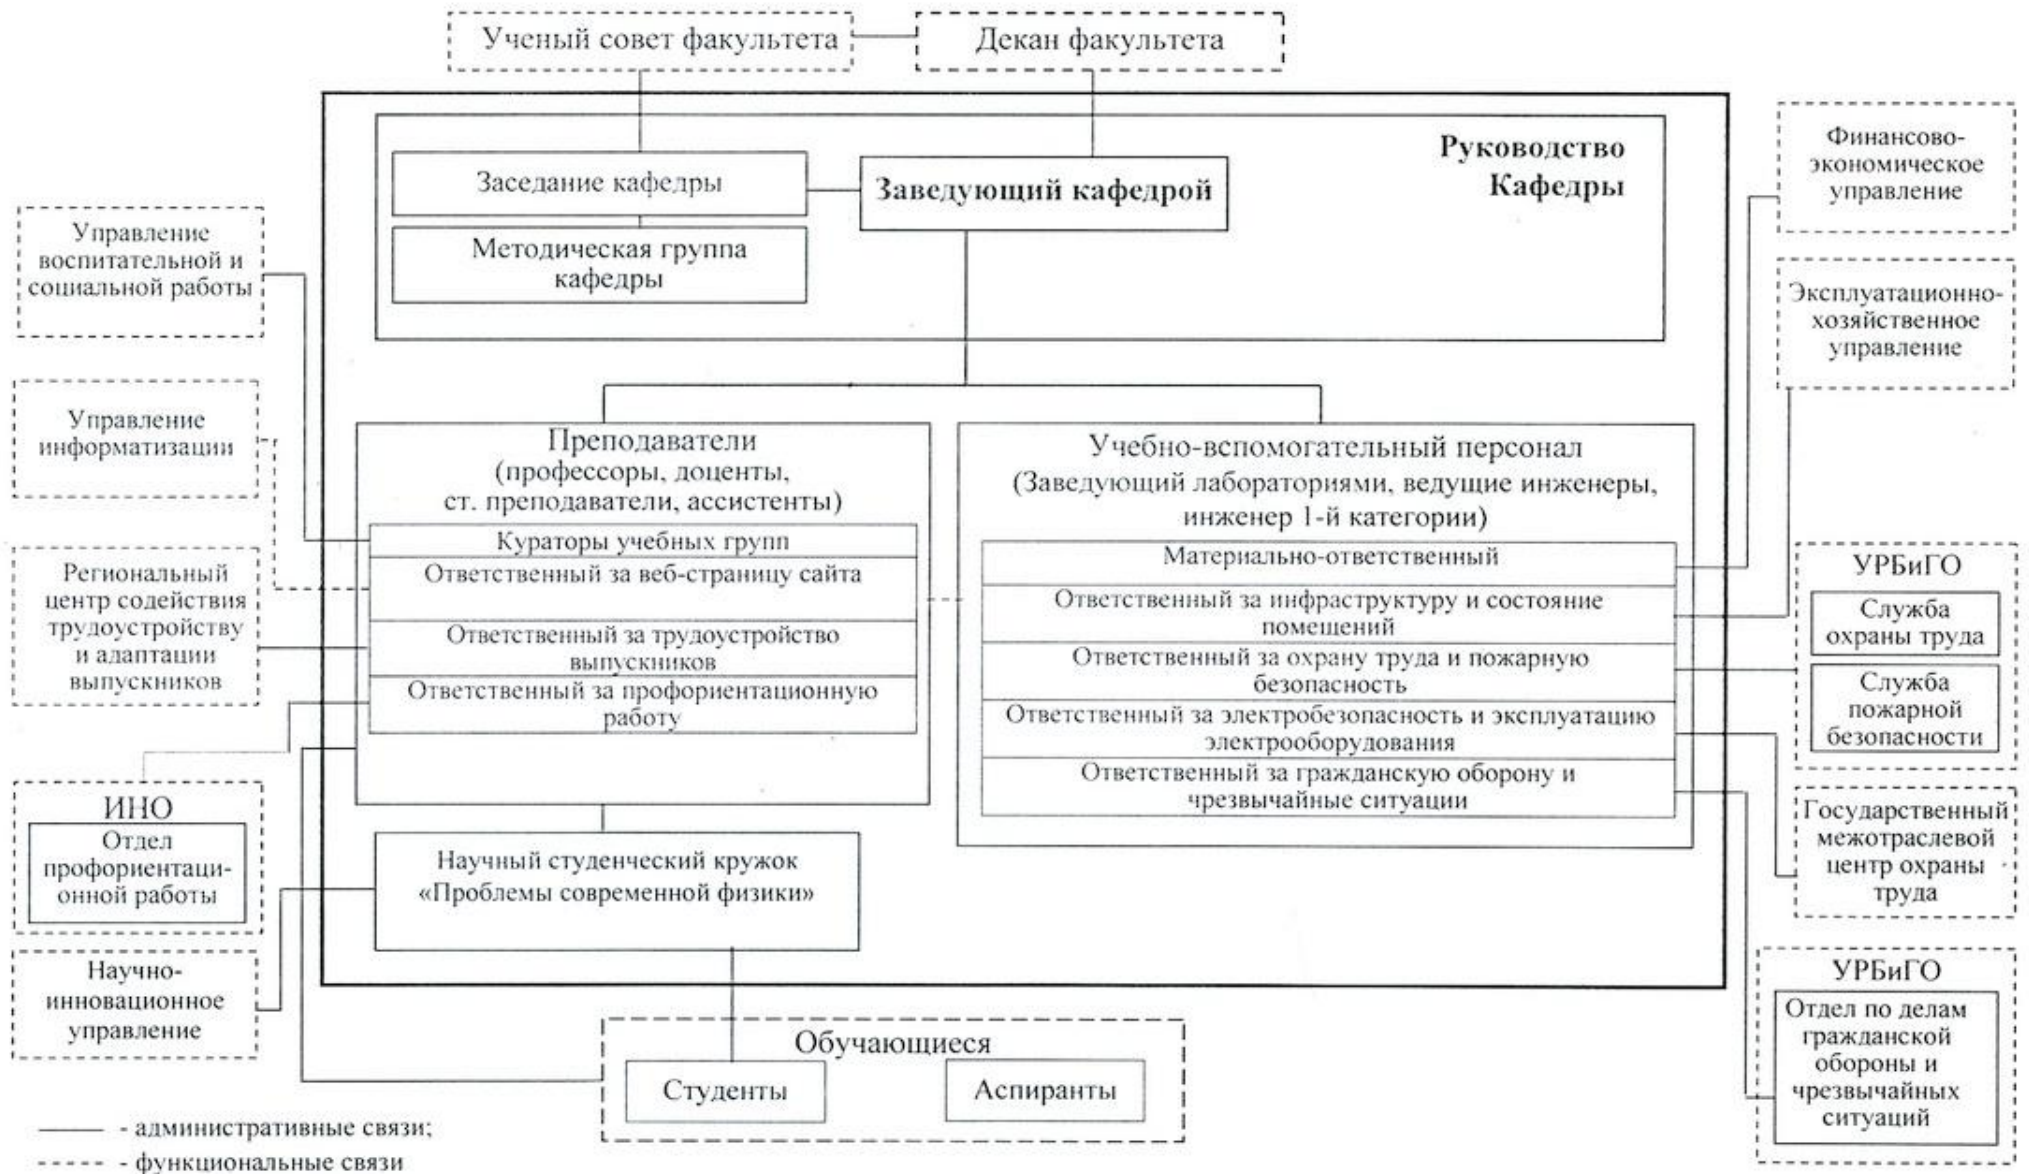 Ученый совет факультета
Декан факультета
Руководство
Кафедры
Заседание кафедры
Заведующий кафедрой
Методическая группа
кафедры
Финансово-
экономическое
управление
Управление
воспитательной и
социальной работы
Эксплуатационно-
хозяйственное
управление
Управление
информатизации
Преподаватели
(профессоры, доценты,
ст. преподаватели, ассистенты)
Кураторы учебных групп
Ответственный за веб-страницу сайта
Ответственный за трудоустройство
выпускников
Ответственный за профориентационную
работу
Учебно-вспомогательный персонал
(Заведующий лабораториями, ведущие инженеры,
инженер 1-й категории)
Материально-ответственный
Ответственный за инфраструктуру и состояние
помещений
Ответственный за охрану труда и пожарную
безопасность
Ответственный за электробезопасность и эксплуатацию
электрооборудования
Ответственный за гражданскую оборону и
чрезвычайные ситуации
Региональный
центр содействия
трудоустройству
и адаптации
выпускников
УРБиГО
Служба
охраны труда
Служба
пожарной
безопасности
ИНО
Отдел
профориентаци-
онной работы
Государственный
межотраслевой
центр охраны
труда
Научный студенческий кружок
«Проблемы современной физики»
Научно-
инновационное
управление
УРБиГО
Отдел по делам
гражданской
обороны и
чрезвычайных
ситуаций
Обучающиеся
Студенты
Аспиранты
- административные связи;
- функциональные связи